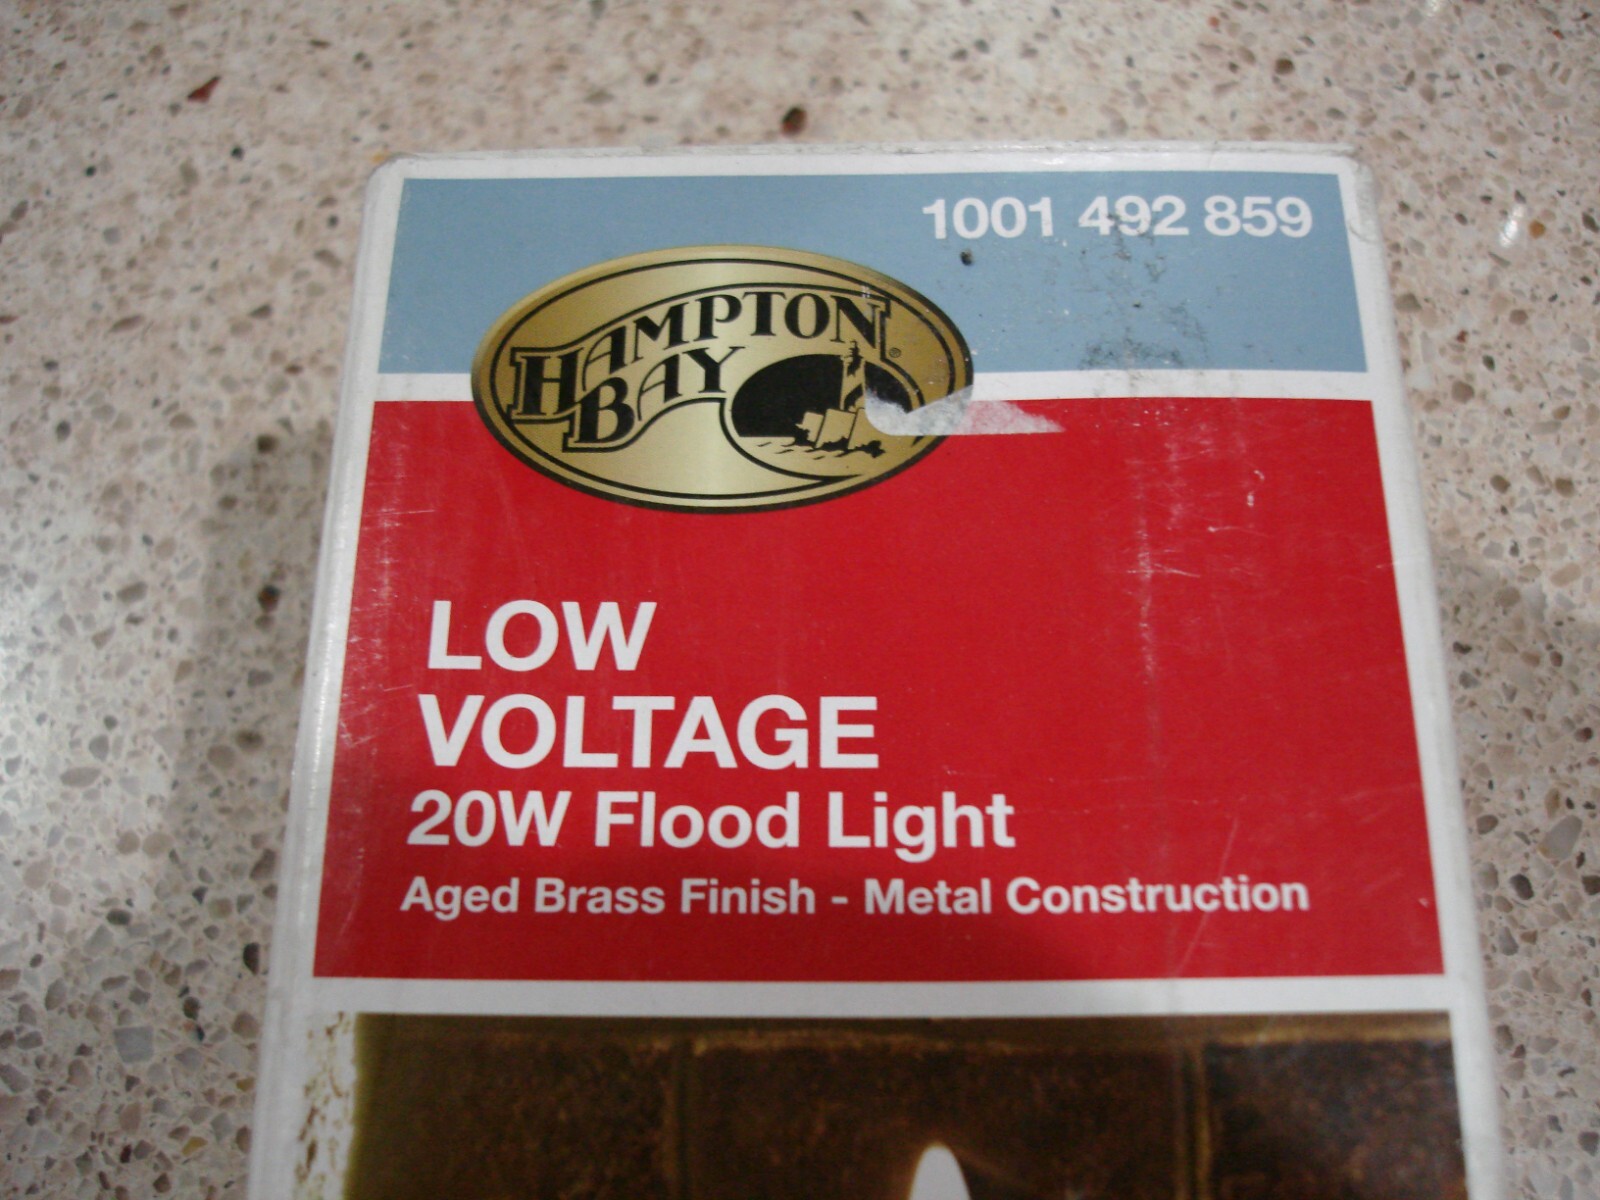 1001 492 859
HAMPTON
BAY
LOW
VOLTAGE
20W Flood Light
Aged Brass Finish - Metal Construction